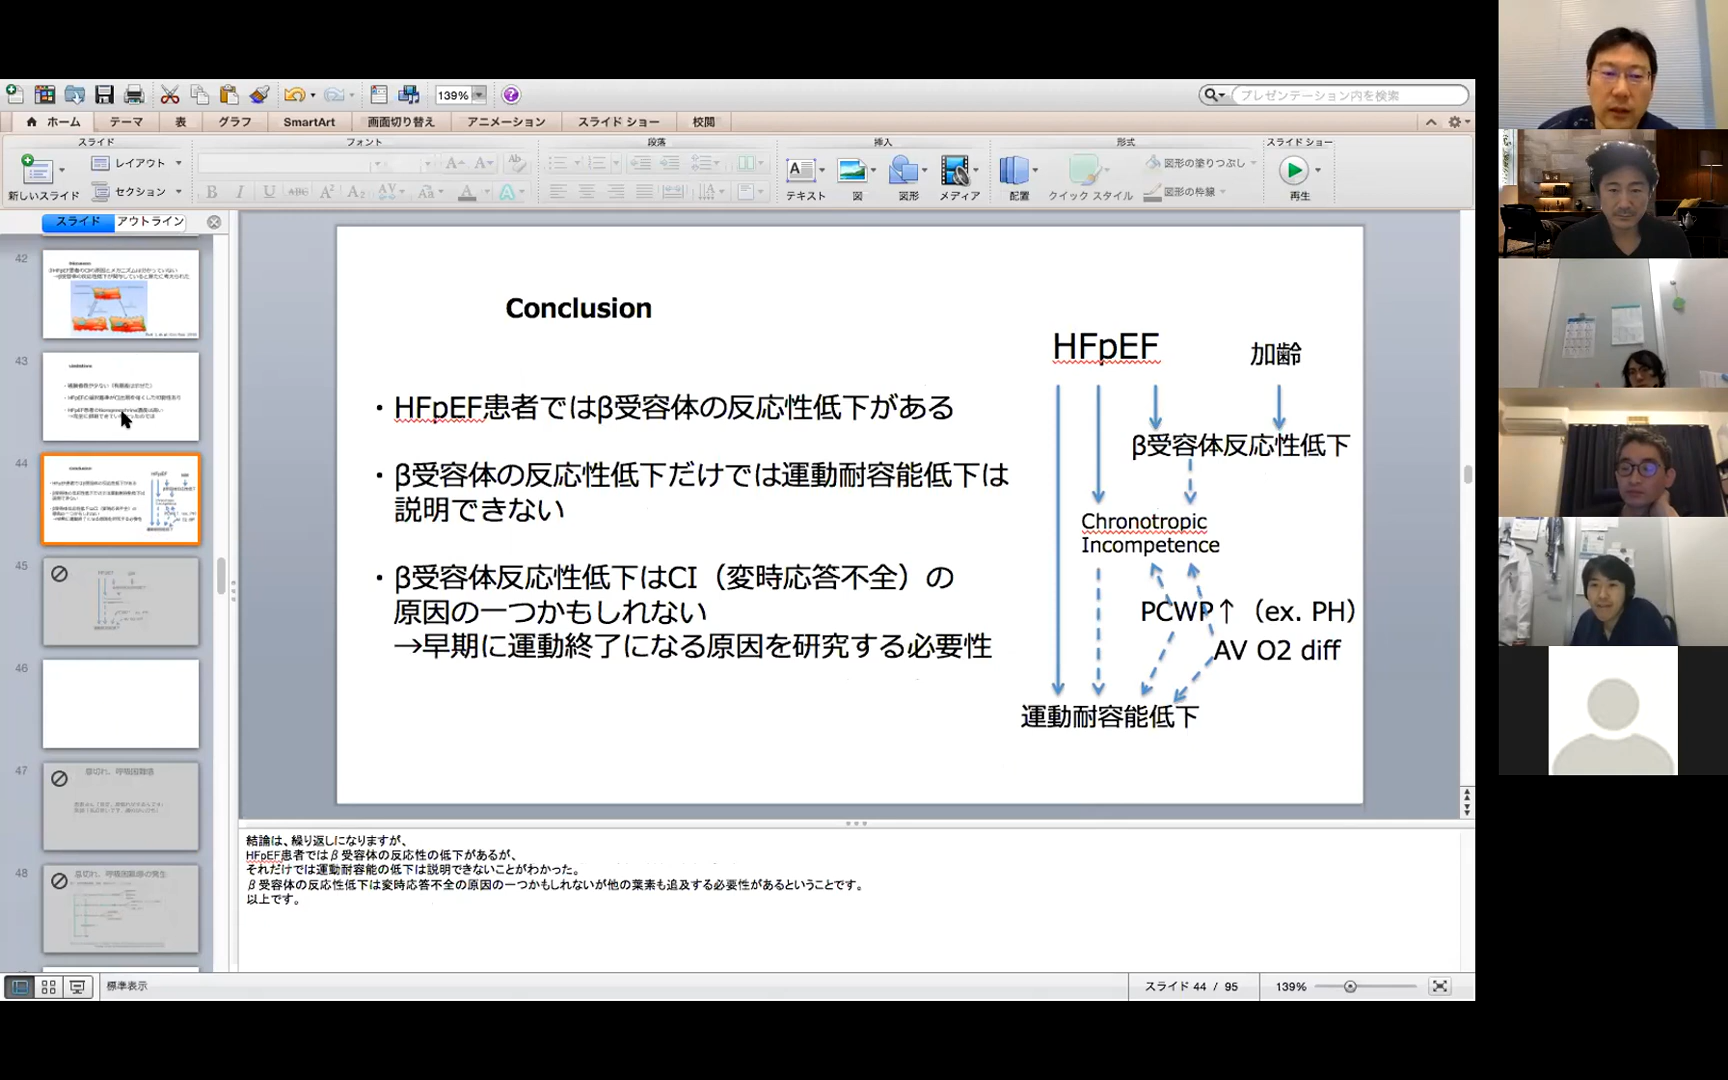 139%
プレゼンテーション内を検索
ホーム
テーマ
表
グラフ
SmartArt
画面切り替え
アニメーション
スライド ショー
校閲
スライド
フォント
段落
挿入
形式
スライド ショー
新しいスライド
レイアウト
セクション
テキスト
図
図形
メディア
配置
クイック スタイル
図形の塗りつぶし
図形の枠線
再生
スライド
アウトライン
42
43
44
45
46
47
48
Conclusion
・HFpEF患者ではβ受容体の反応性低下がある
・β受容体の反応性低下だけでは運動耐容能低下は
説明できない
・β受容体反応性低下はCI（変時応答不全）の
原因の一つかもしれない
→早期に運動終了になる原因を研究する必要性
HFpEF
加齢
β受容体反応性低下
Chronotropic
Incompetence
PCWP↑（ex. PH）
AV O2 diff
運動耐容能低下
結論は、繰り返しになりますが、
HFpEF患者ではβ受容体の反応性の低下があるが、
それだけでは運動耐容能の低下は説明できないことがわかった。
β受容体の反応性低下は変時応答不全の原因の一つかもしれないが他の葉素も追及する必要性があるということです。
以上です。
標準表示
スライド 44 / 95
139%